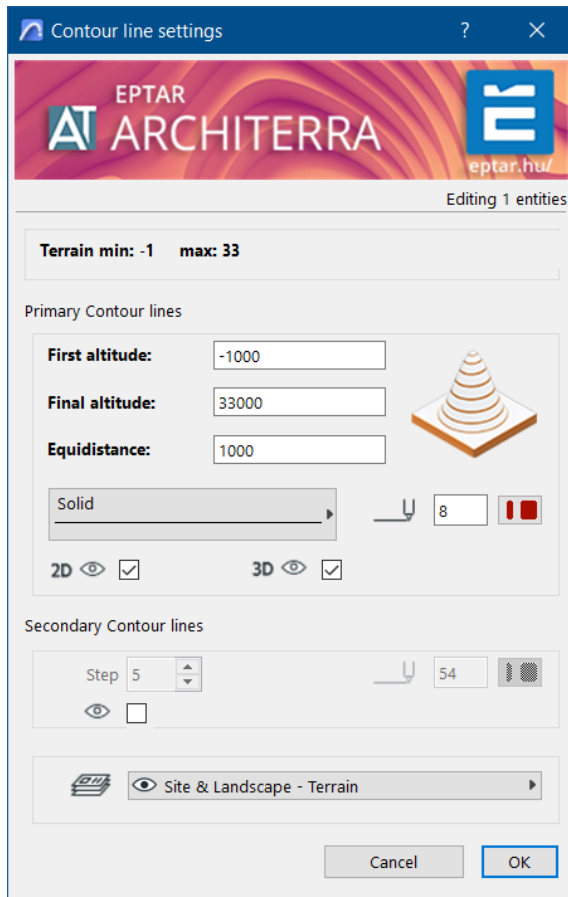 Contour line settings ? ×
EPTAR
AT ARCHITERRA
eptar.hu/
Editing 1 entities
Terrain min: -1 max: 33
Primary Contour lines
First altitude: -1000
Final altitude: 33000
Equidistance: 1000
Solid 8
2D 3D
Secondary Contour lines
Step 5 54
Site & Landscape - Terrain
Cancel OK